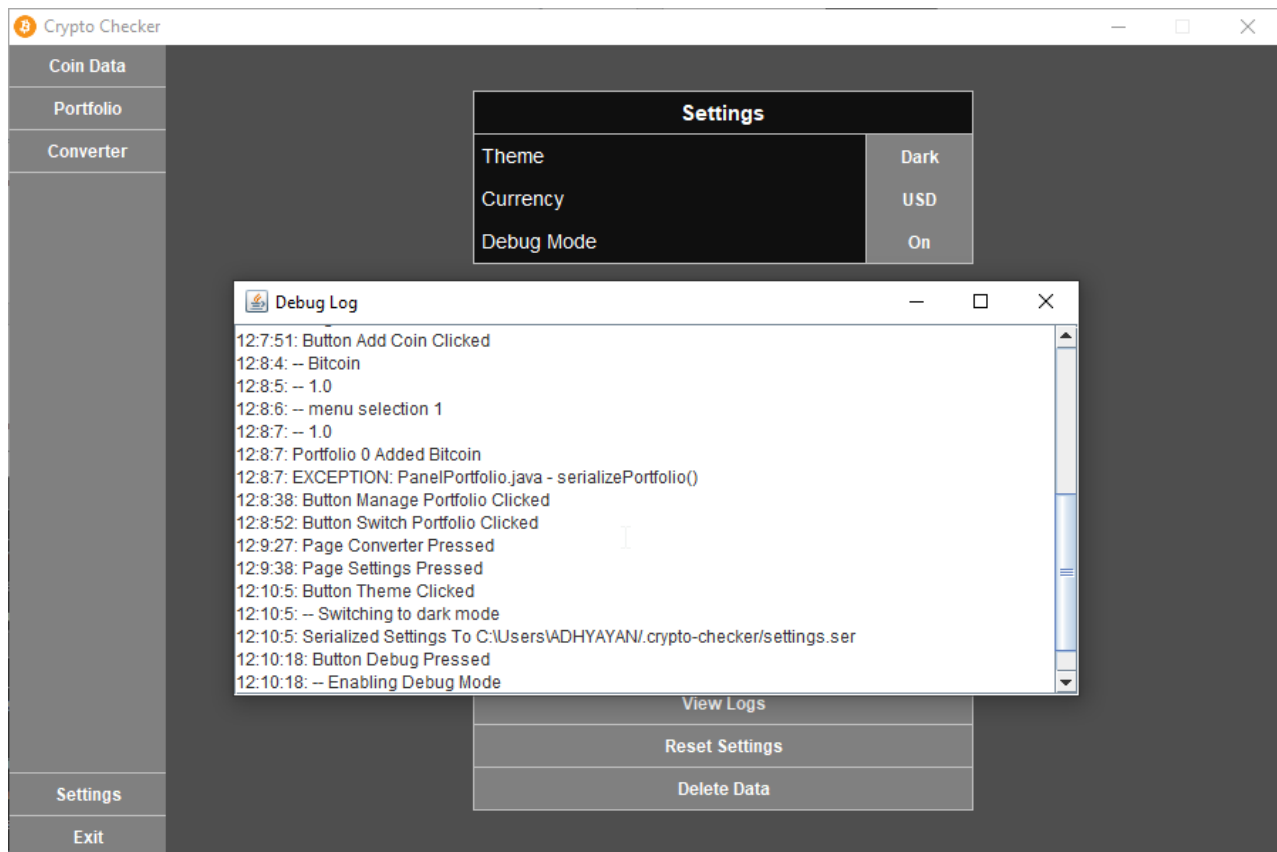 Crypto Checker
Coin Data
Portfolio
Converter
Settings
Theme Dark
Currency USD
Debug Mode On
Debug Log
12:7:51: Button Add Coin Clicked
12:8:4: -- Bitcoin
12:8:5: -- 1.0
12:8:6: -- menu selection 1
12:8:7: -- 1.0
12:8:7: Portfolio 0 Added Bitcoin
12:8:7: EXCEPTION: PanelPortfolio.java - serializePortfolio()
12:8:38: Button Manage Portfolio Clicked
12:8:52: Button Switch Portfolio Clicked
12:9:27: Page Converter Pressed
12:9:38: Page Settings Pressed
12:10:5: Button Theme Clicked
12:10:5: -- Switching to dark mode
12:10:5: Serialized Settings To C:\Users\ADHYAYAN/.crypto-checker/settings.ser
12:10:18: Button Debug Pressed
12:10:18: -- Enabling Debug Mode
View Logs
Reset Settings
Delete Data
Settings
Exit